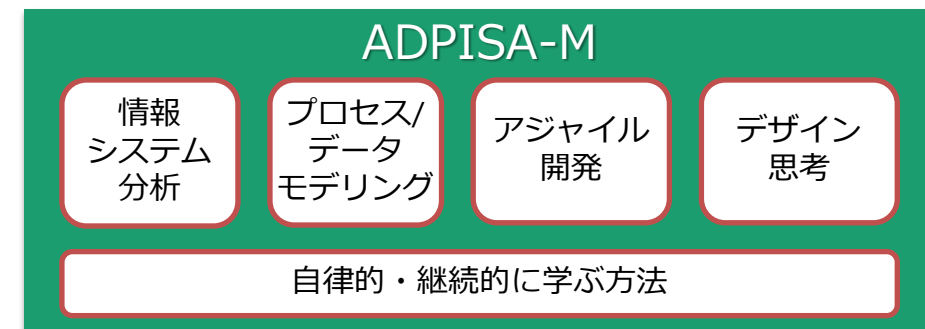 ADPISA-M
情報
システム
分析
プロセス/
データ
モデリング
アジャイル
開発
デザイン
思考
自律的・継続的に学ぶ方法